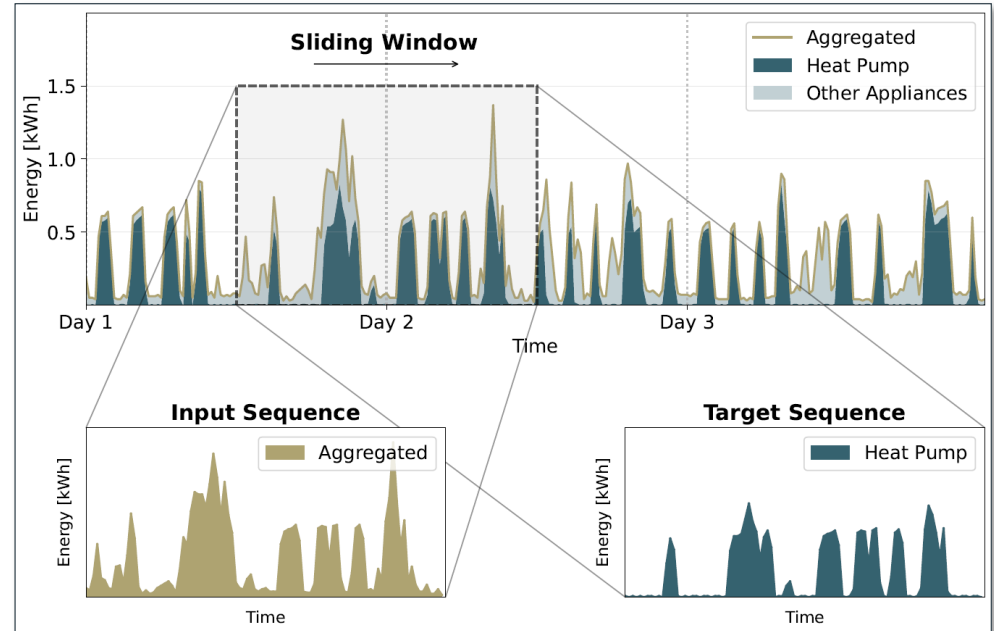 Sliding Window
Aggregated
Heat Pump
Other Appliances
Energy [kWh]
1.5
1.0
0.5
Day 1
Day 2
Day 3
Time
Input Sequence
Aggregated
Energy [kWh]
Time
Target Sequence
Heat Pump
Energy [kWh]
Time